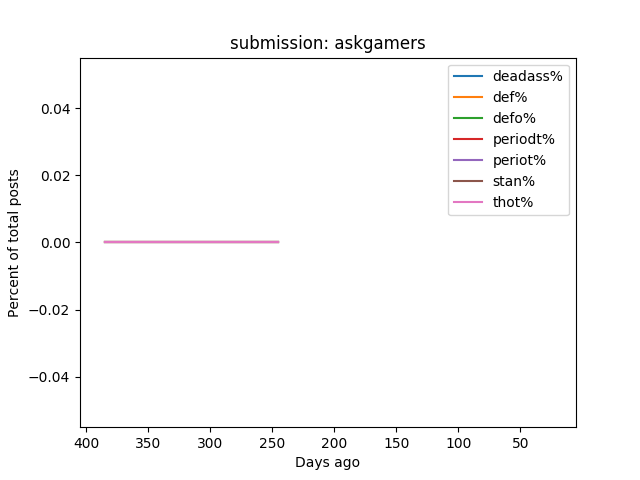 submission: askgamers
deadass%
def%
defo%
periodt%
periot%
stan%
thot%
0.04
0.02
0.00
−0.02
−0.04
Percent of total posts
400 350 300 250 200 150 100 50
Days ago